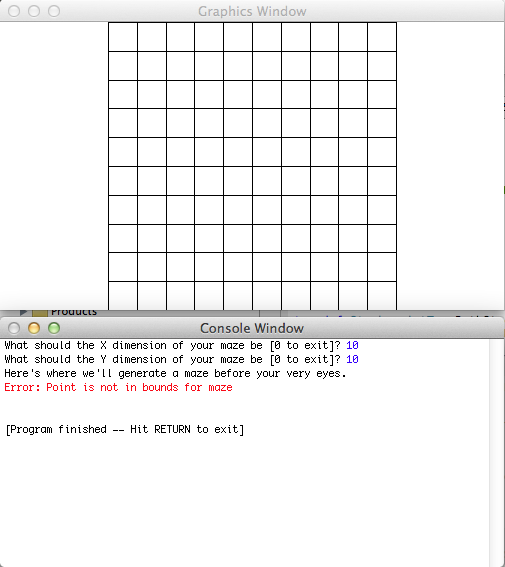 Graphics Window
Products
Console Window
What should the X dimension of your maze be [0 to exit]? 10
What should the Y dimension of your maze be [0 to exit]? 10
Here's where we'll generate a maze before your very eyes.
Error: Point is not in bounds for maze
[Program finished -- Hit RETURN to exit]